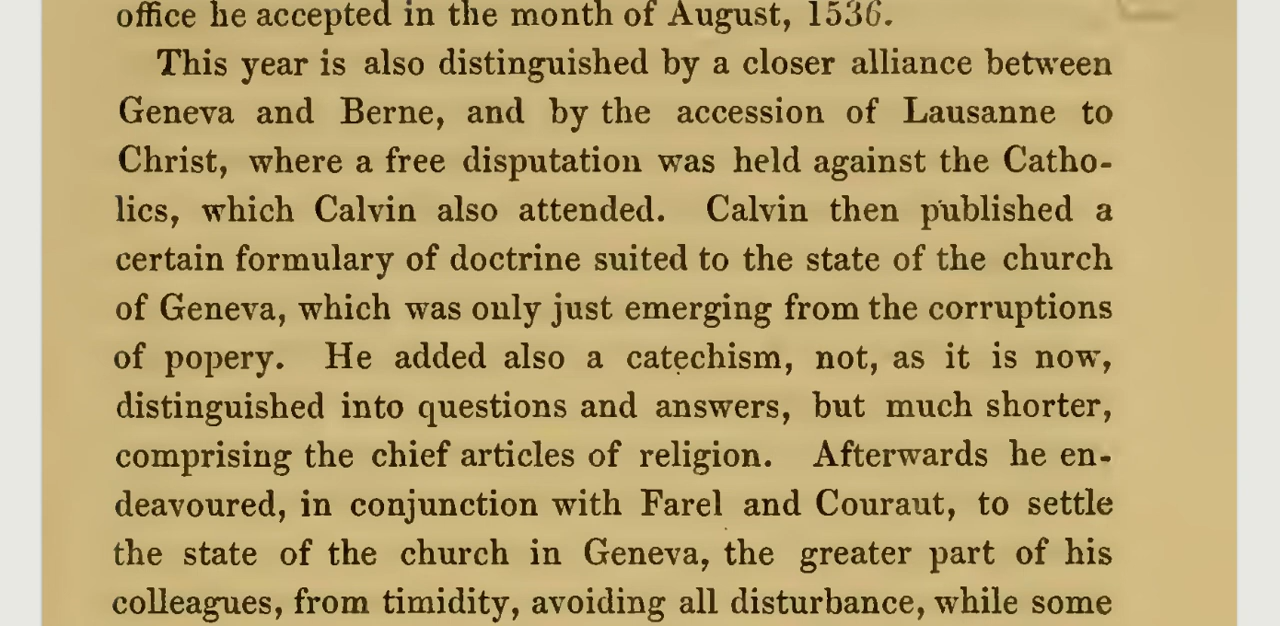 office he accepted in the month of August, 1536.
This year is also distinguished by a closer alliance between
Geneva and Berne, and by the accession of Lausanne to
Christ, where a free disputation was held against the Catho-
lics, which Calvin also attended. Calvin then published a
certain formulary of doctrine suited to the state of the church
of Geneva, which was only just emerging from the corruptions
of popery. He added also a catechism, not, as it is now,
distinguished into questions and answers, but much shorter,
comprising the chief articles of religion. Afterwards he en-
deavoured, in conjunction with Farel and Couraut, to settle
the state of the church in Geneva, the greater part of his
colleagues, from timidity, avoiding all disturbance, while some